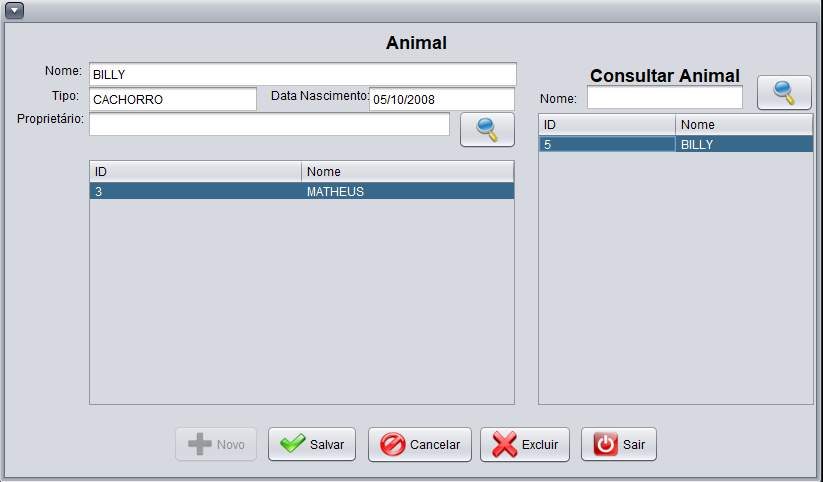 Animal
Nome: BILLY
Tipo: CACHORRO Data Nascimento: 05/10/2008
Proprietário:
ID Nome
3 MATHEUS
Consultar Animal
Nome:
ID Nome
5 BILLY
Novo Salvar Cancelar Excluir Sair